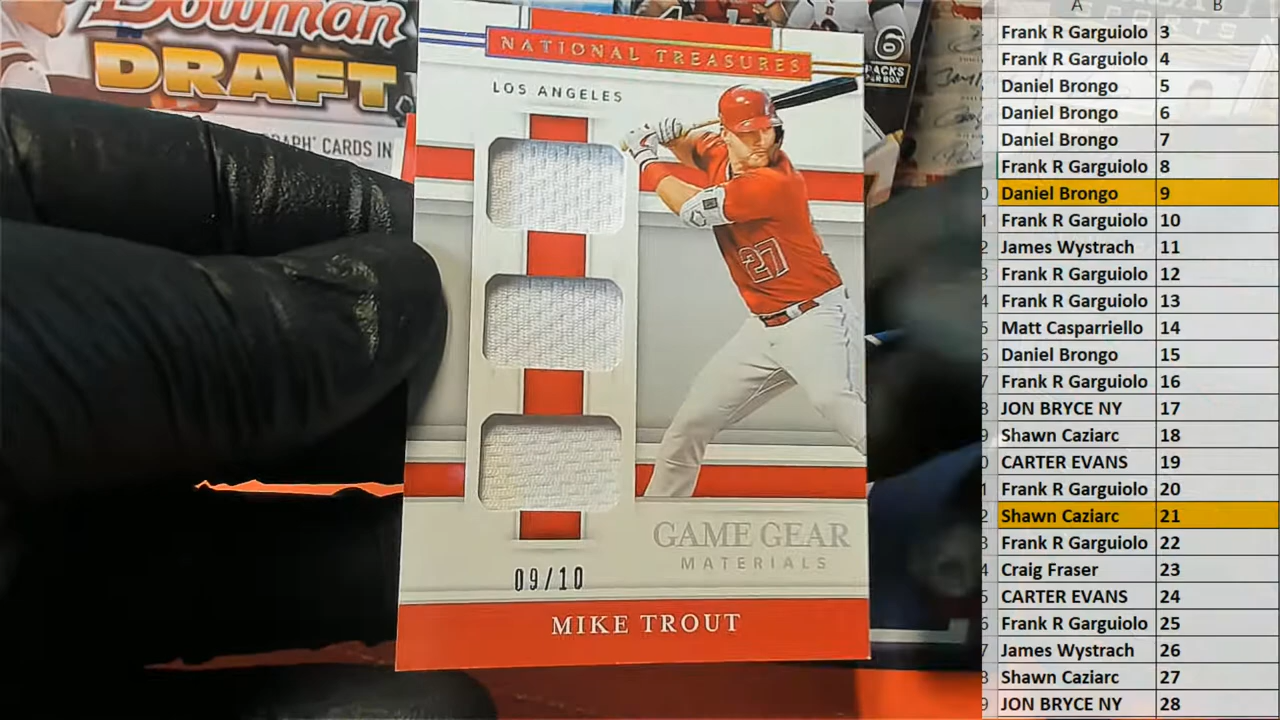 Bowman
DRAFT
GRAPH' CARDS IN
6
PACKS
PER BOX
NATIONAL TREASURES
LOS ANGELES
27
GAME GEAR
MATERIALS
09/10
MIKE TROUT
A B
Frank R Garguiolo 3
Frank R Garguiolo 4
Daniel Brongo 5
Daniel Brongo 6
Daniel Brongo 7
Frank R Garguiolo 8
Daniel Brongo 9
Frank R Garguiolo 10
James Wystrach 11
Frank R Garguiolo 12
Frank R Garguiolo 13
Matt Casparriello 14
Daniel Brongo 15
Frank R Garguiolo 16
JON BRYCE NY 17
Shawn Caziarc 18
CARTER EVANS 19
Frank R Garguiolo 20
Shawn Caziarc 21
Frank R Garguiolo 22
Craig Fraser 23
CARTER EVANS 24
Frank R Garguiolo 25
James Wystrach 26
Shawn Caziarc 27
JON BRYCE NY 28